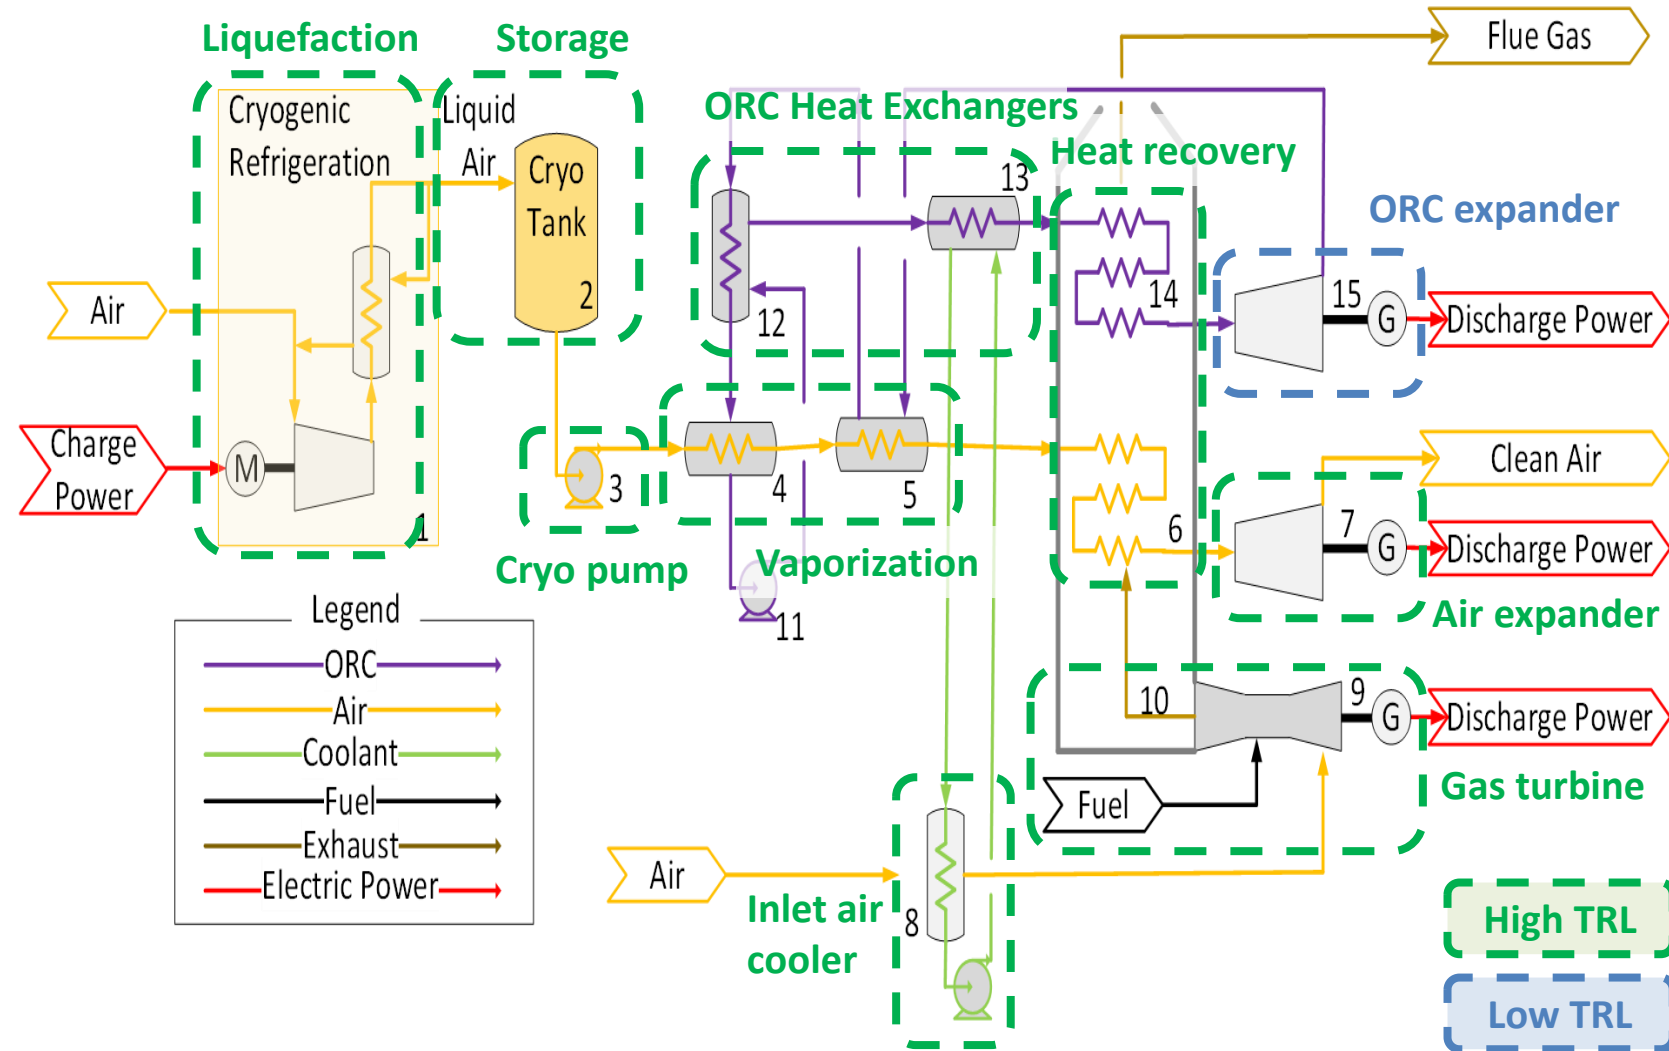 Liquefaction
Storage
Flue Gas
Cryogenic
Refrigeration
Liquid
Air
ORC Heat Exchangers
Heat recovery
Cryo
Tank
2
13
12
14
ORC expander
15
G
Discharge Power
Air
Charge
Power
M
1
3
4
5
6
7
G
Clean Air
Discharge Power
Air expander
Cryo pump
Vaporization
11
Legend
ORC
Air
Coolant
Fuel
Exhaust
Electric Power
10
9
G
Discharge Power
Fuel
Gas turbine
Air
Inlet air
cooler
8
High TRL
Low TRL